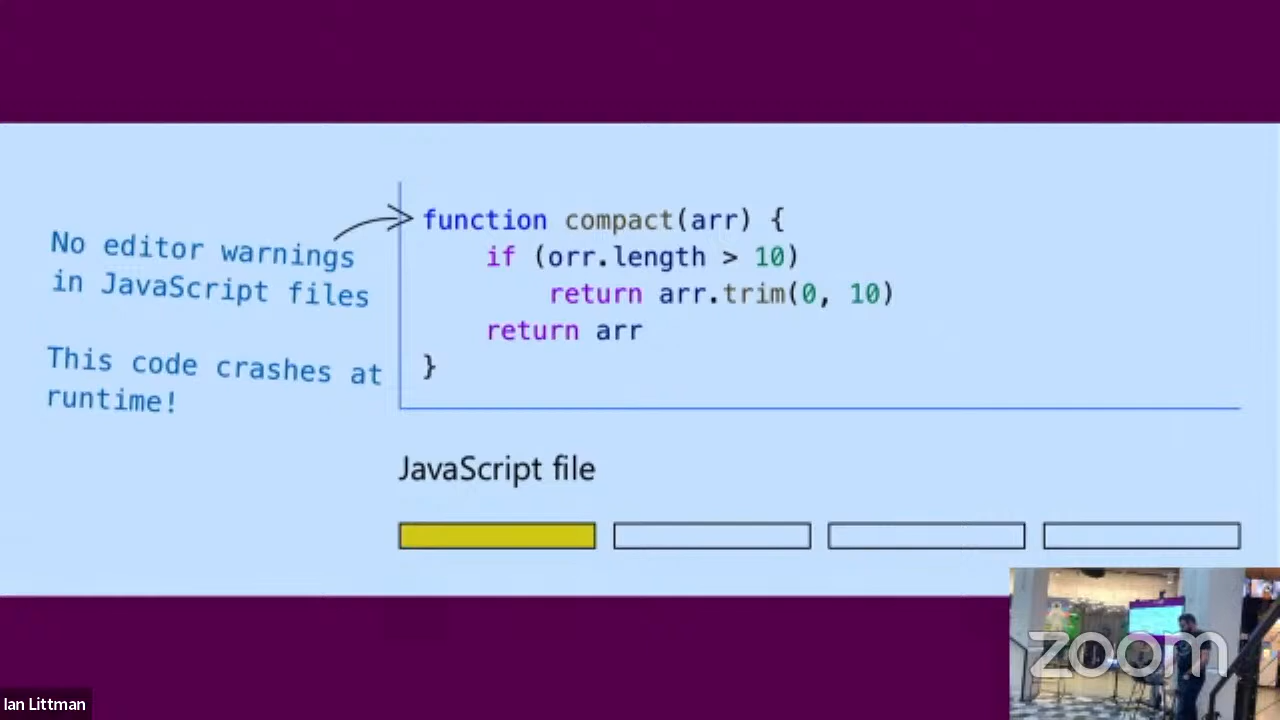 No editor warnings
in JavaScript files
This code crashes at
runtime!
function compact(arr) {
if (orr.length > 10)
return arr.trim(0, 10)
return arr
}
JavaScript file
zoom
Ian Littman